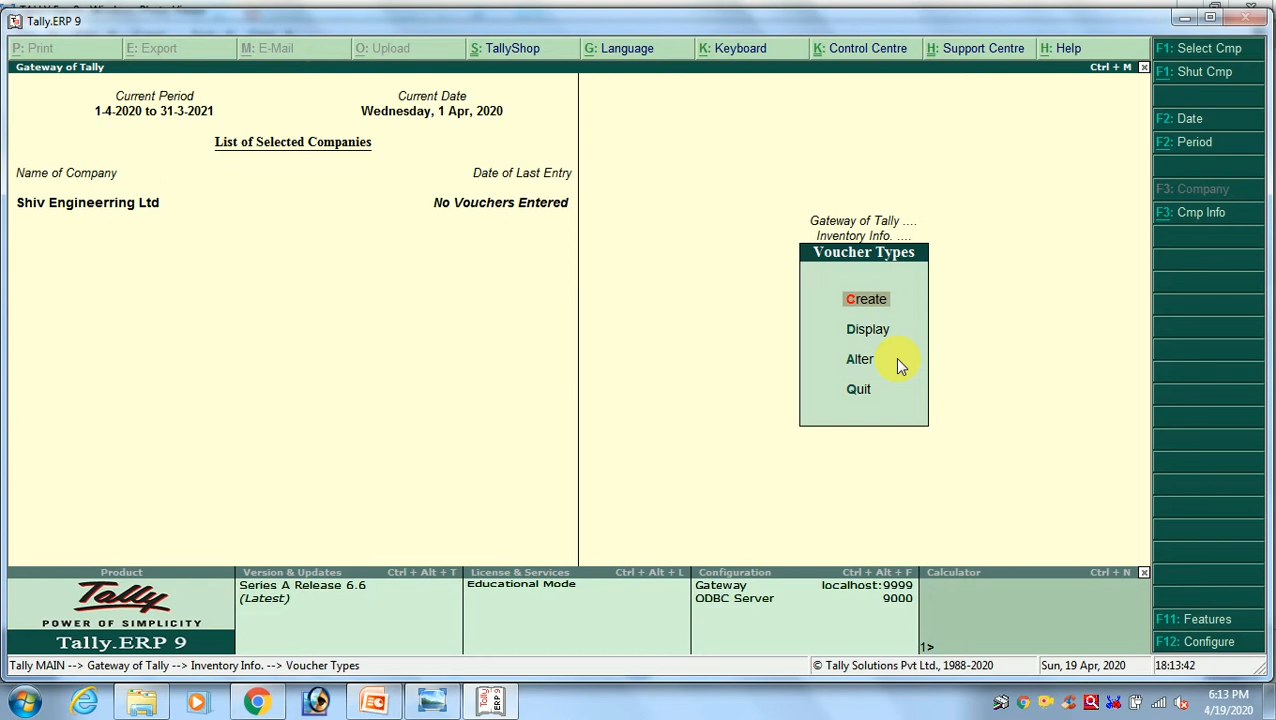 Tally.ERP 9
P: Print
E: Export
M: E-Mail
O: Upload
S: TallyShop
G: Language
K: Keyboard
K: Control Centre
H: Support Centre
H: Help
Gateway of Tally
Ctrl + M
Current Period
1-4-2020 to 31-3-2021
Current Date
Wednesday, 1 Apr, 2020
List of Selected Companies
Name of Company
Date of Last Entry
Shiv Engineerring Ltd
No Vouchers Entered
Gateway of Tally ....
Inventory Info. ....
Voucher Types
Create
Display
Alter
Quit
F1: Select Cmp
F1: Shut Cmp
F2: Date
F2: Period
F3: Company
F3: Cmp Info
F11: Features
F12: Configure
Product
Tally
POWER OF SIMPLICITY
Tally.ERP 9
Version & Updates
Ctrl + Alt + T
Series A Release 6.6
(Latest)
License & Services
Ctrl + Alt + L
Educational Mode
Configuration
Ctrl + Alt + F
Gateway
localhost:9999
ODBC Server
9000
Calculator
Ctrl + N
1>
Tally MAIN --> Gateway of Tally --> Inventory Info. --> Voucher Types
© Tally Solutions Pvt Ltd., 1988-2020
Sun, 19 Apr, 2020
18:13:42
6:13 PM
4/19/2020